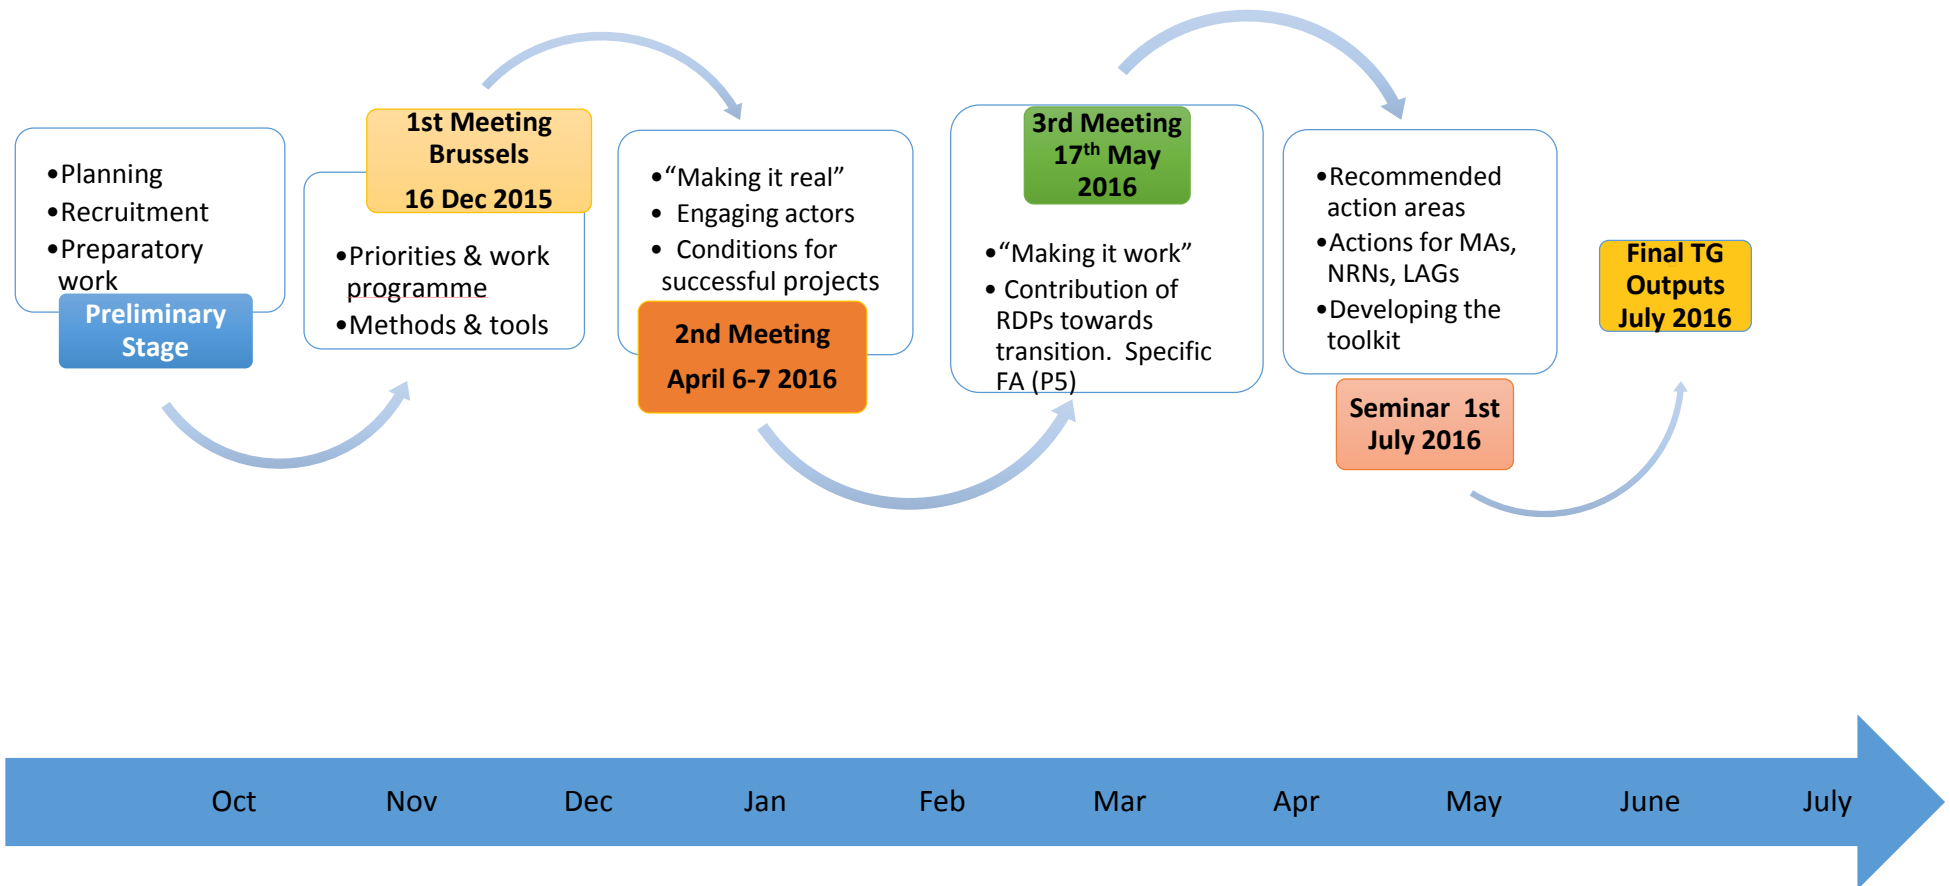 •Planning
•Recruitment
•Preparatory
work
Preliminary
Stage
1st Meeting
Brussels
16 Dec 2015
•Priorities & work
programme
•Methods & tools
•“Making it real”
• Engaging actors
• Conditions for
successful projects
2nd Meeting
April 6-7 2016
3rd Meeting
17th May
2016
•“Making it work”
• Contribution of
RDPs towards
transition. Specific
FA (P5)
•Recommended
action areas
•Actions for MAs,
NRNs, LAGs
•Developing the
toolkit
Seminar 1st
July 2016
Final TG
Outputs
July 2016
Oct Nov Dec Jan Feb Mar Apr May June July